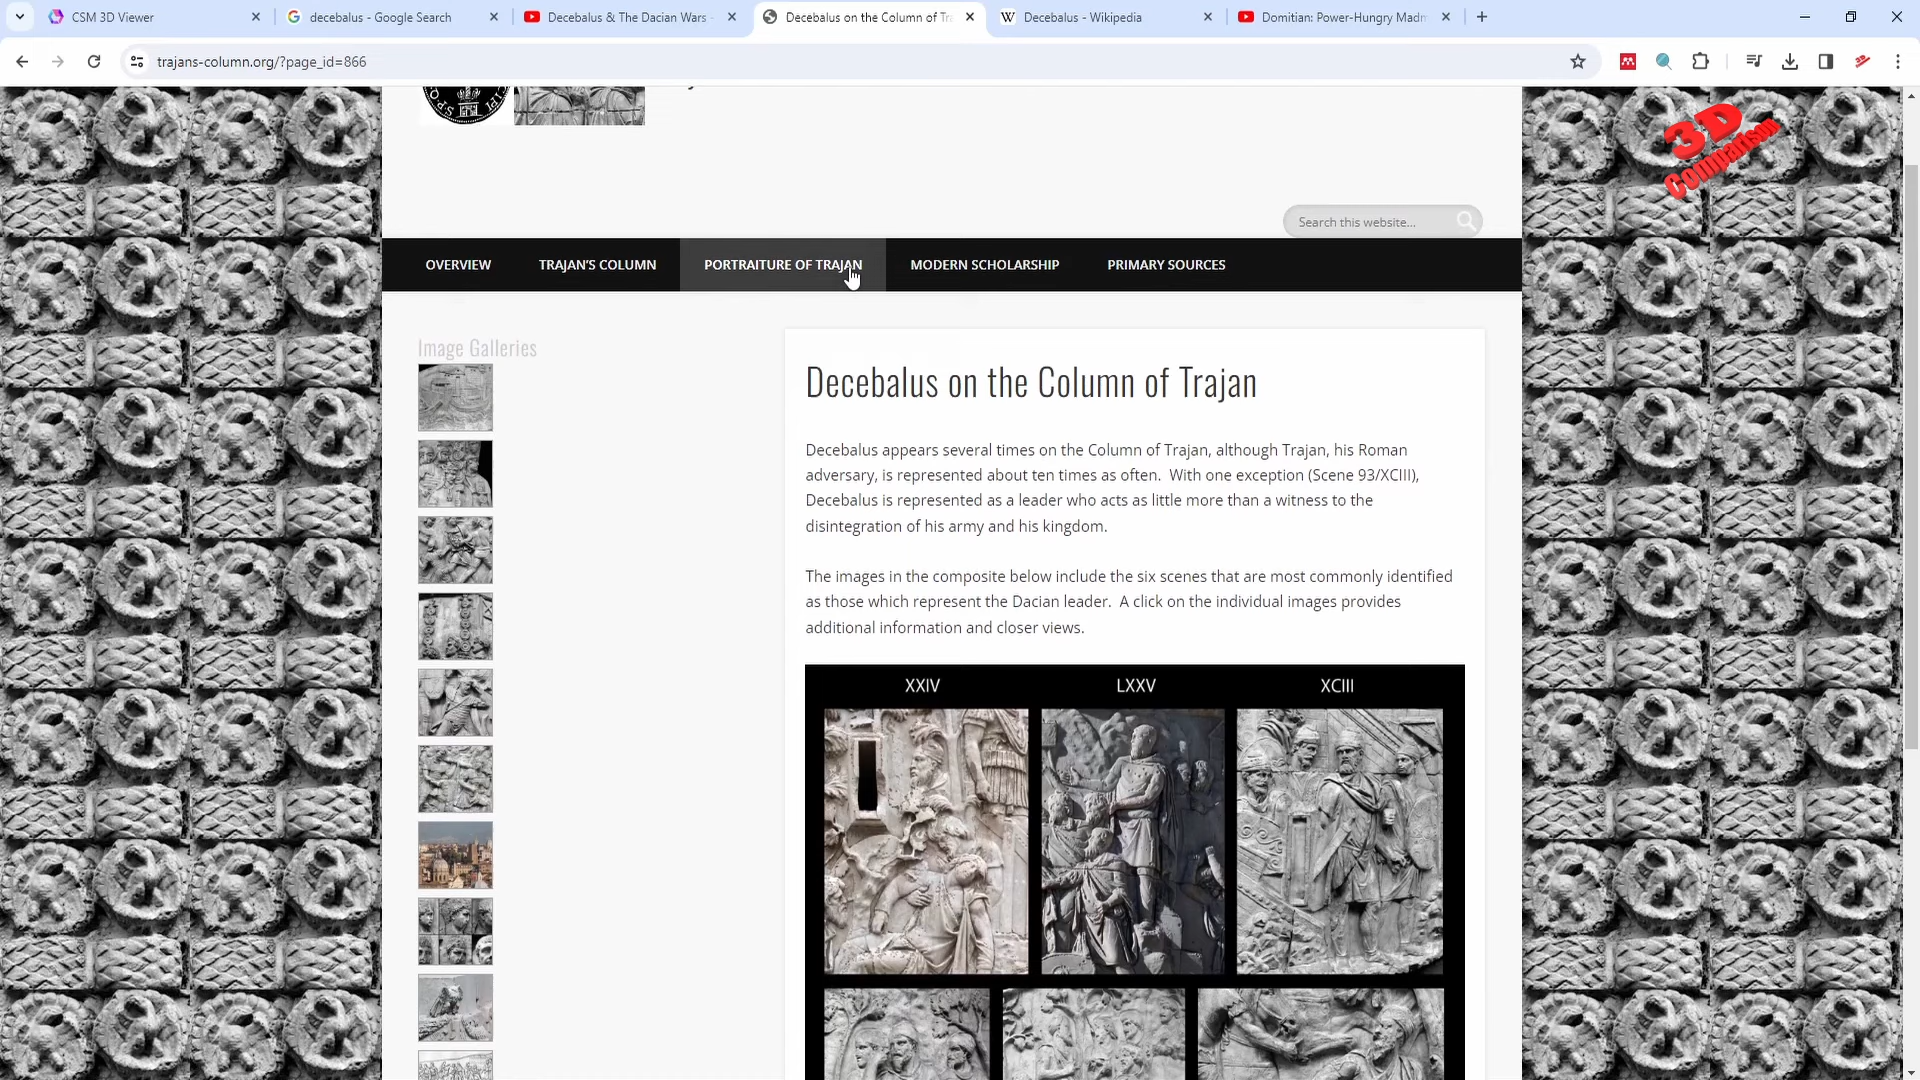 CSM 3D Viewer
decebalus - Google Search
Decebalus & The Dacian Wars -
Decebalus on the Column of Tra
Decebalus - Wikipedia
Domitian: Power-Hungry Madm
trajans-column.org/?page_id=866
3D
Comparison
Search this website...
OVERVIEW
TRAJAN'S COLUMN
PORTRAITURE OF TRAJAN
MODERN SCHOLARSHIP
PRIMARY SOURCES
Image Galleries
Decebalus on the Column of Trajan
Decebalus appears several times on the Column of Trajan, although Trajan, his Roman
adversary, is represented about ten times as often. With one exception (Scene 93/XCIII),
Decebalus is represented as a leader who acts as little more than a witness to the
disintegration of his army and his kingdom.
The images in the composite below include the six scenes that are most commonly identified
as those which represent the Dacian leader. A click on the individual images provides
additional information and closer views.
XXIV
LXXV
XCIII